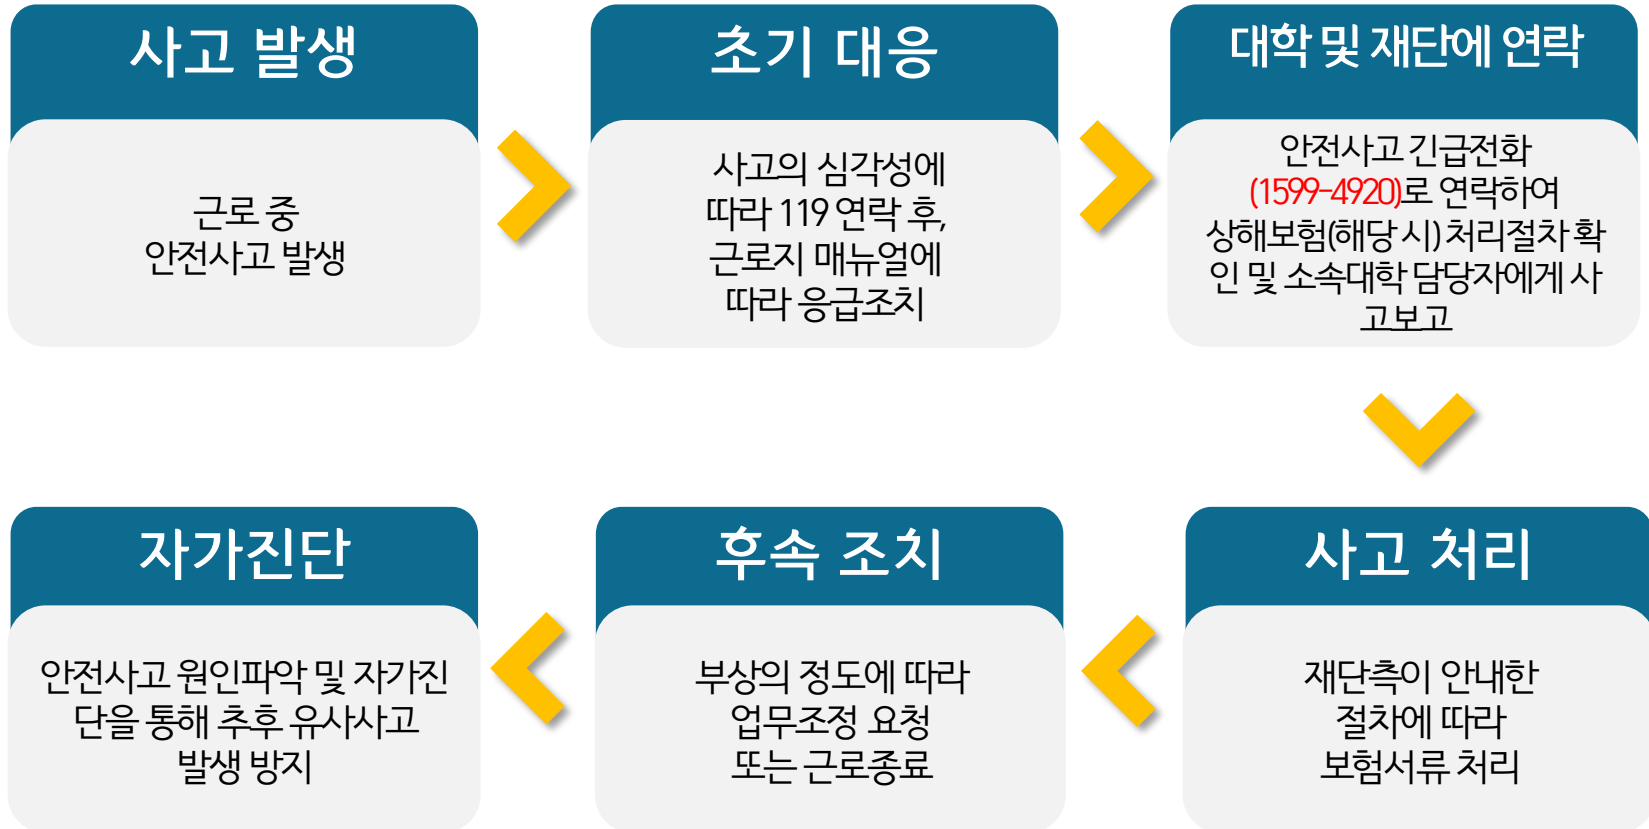 사고 발생
근로 중
안전사고 발생
초기 대응
사고의 심각성에
따라 119 연락 후,
근로지 매뉴얼에
따라 응급조치
대학 및 재단에 연락
안전사고 긴급전화
(1599-4920)로 연락하여
상해보험(해당 시) 처리절차 확
인 및 소속대학 담당자에게 사
고보고
사고 처리
재단측이 안내한
절차에 따라
보험서류 처리
후속 조치
부상의 정도에 따라
업무조정 요청
또는 근로종료
자가진단
안전사고 원인파악 및 자가진
단을 통해 추후 유사사고
발생 방지